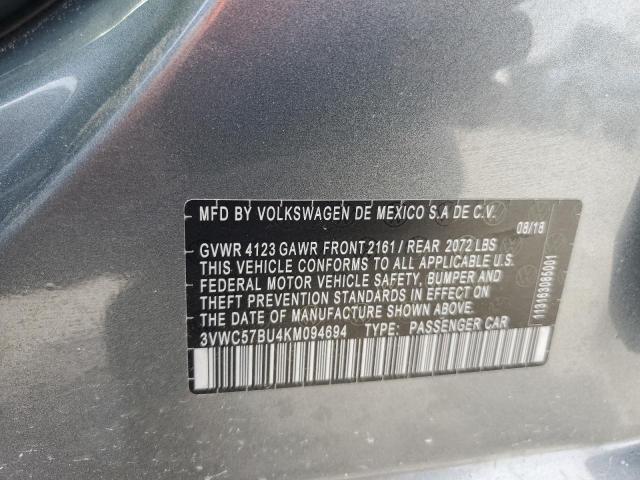 MFD BY VOLKSWAGEN DE MEXICO S.A DE C.V.
08/18
GVWR 4123 GAWR FRONT 2161 / REAR 2072 LBS
THIS VEHICLE CONFORMS TO ALL APPLICABLE U.S.
FEDERAL MOTOR VEHICLE SAFETY, BUMPER AND
THEFT PREVENTION STANDARDS IN EFFECT ON
THE DATE OF MANUFACTURE SHOWN ABOVE.
3VWC57BU4KM094694 TYPE: PASSENGER CAR
113163085001